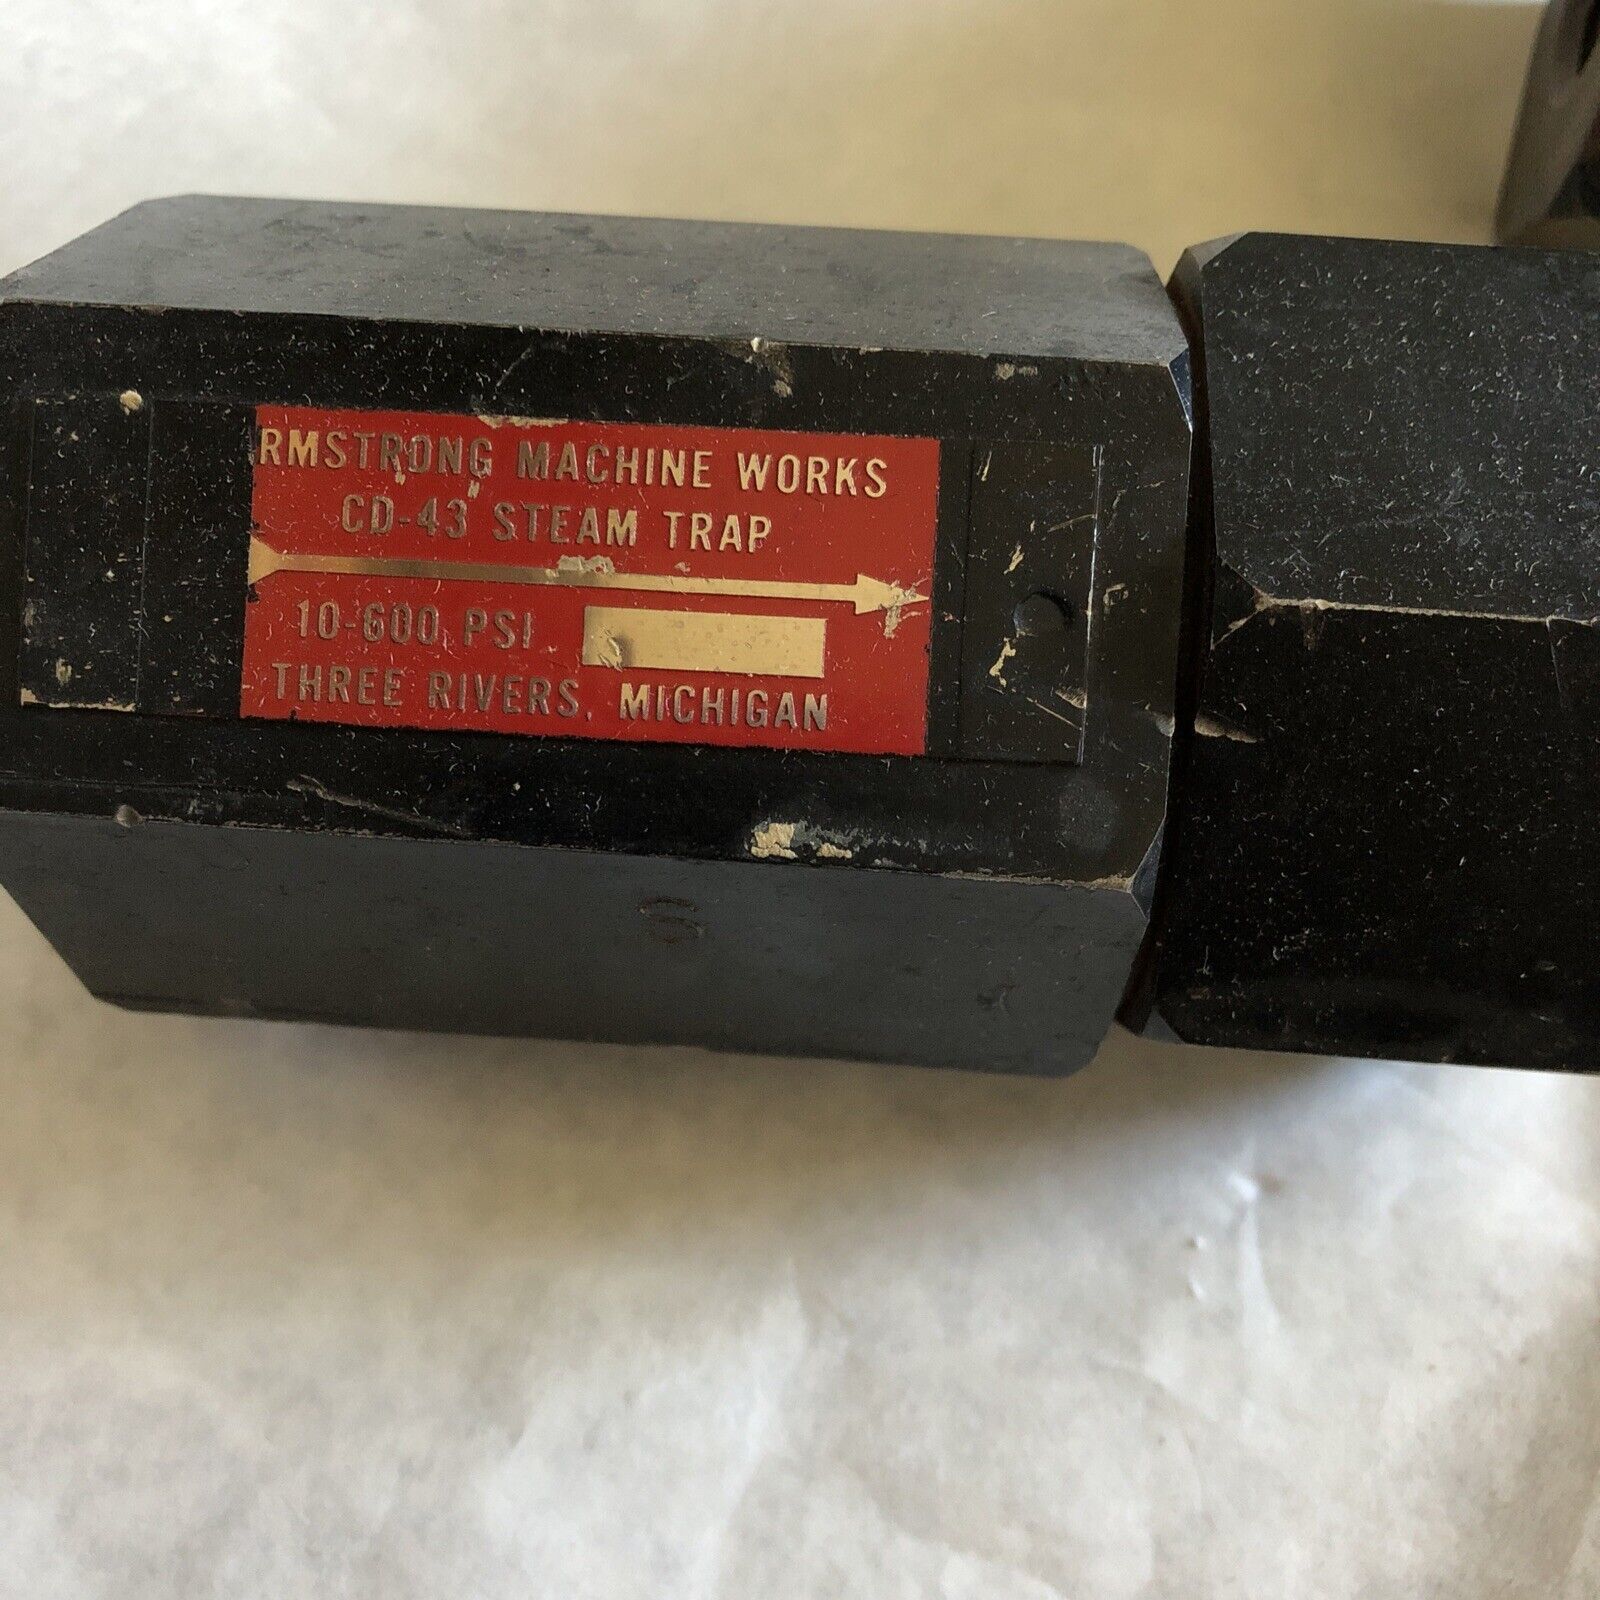 RMSTRONG MACHINE WORKS
"CD-43" STEAM TRAP
10-600 PSI
THREE RIVERS, MICHIGAN
S